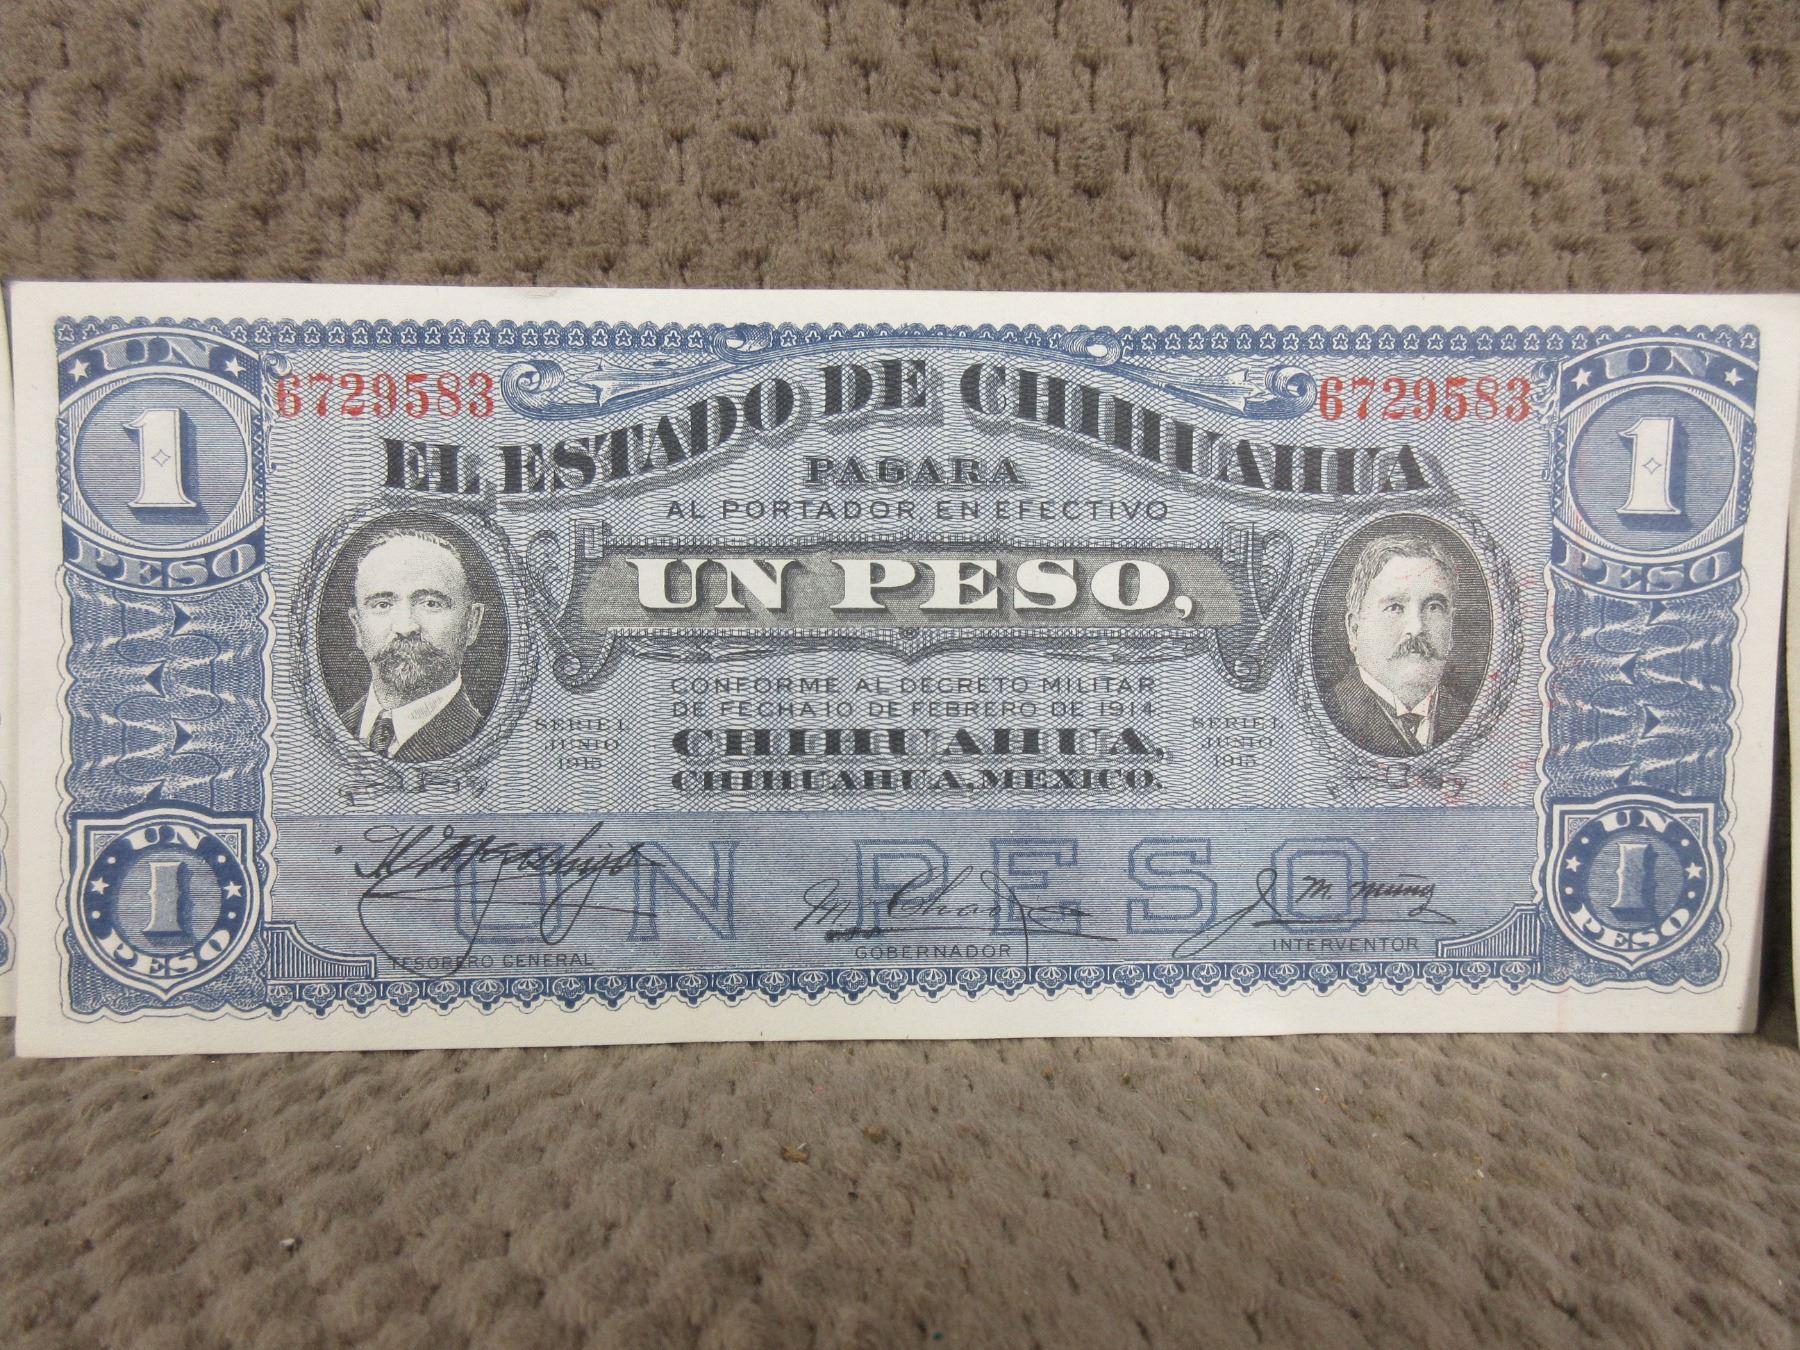 UN 1 PESO
6729583
6729583
UN 1 PESO
EL ESTADO DE CHIHUAHUA
PAGARA
AL PORTADOR EN EFECTIVO
UN PESO,
CONFORME AL DECRETO MILITAR
DE FECHA 10 DE FEBRERO DE 1914
SERIE I.
JUNIO
1915
SERIE I.
JUNIO
1915
CHIHUAHUA,
CHIHUAHUA, MEXICO.
UN PESO
UN 1 PESO
TESORERO GENERAL
GOBERNADOR
INTERVENTOR
UN 1 PESO